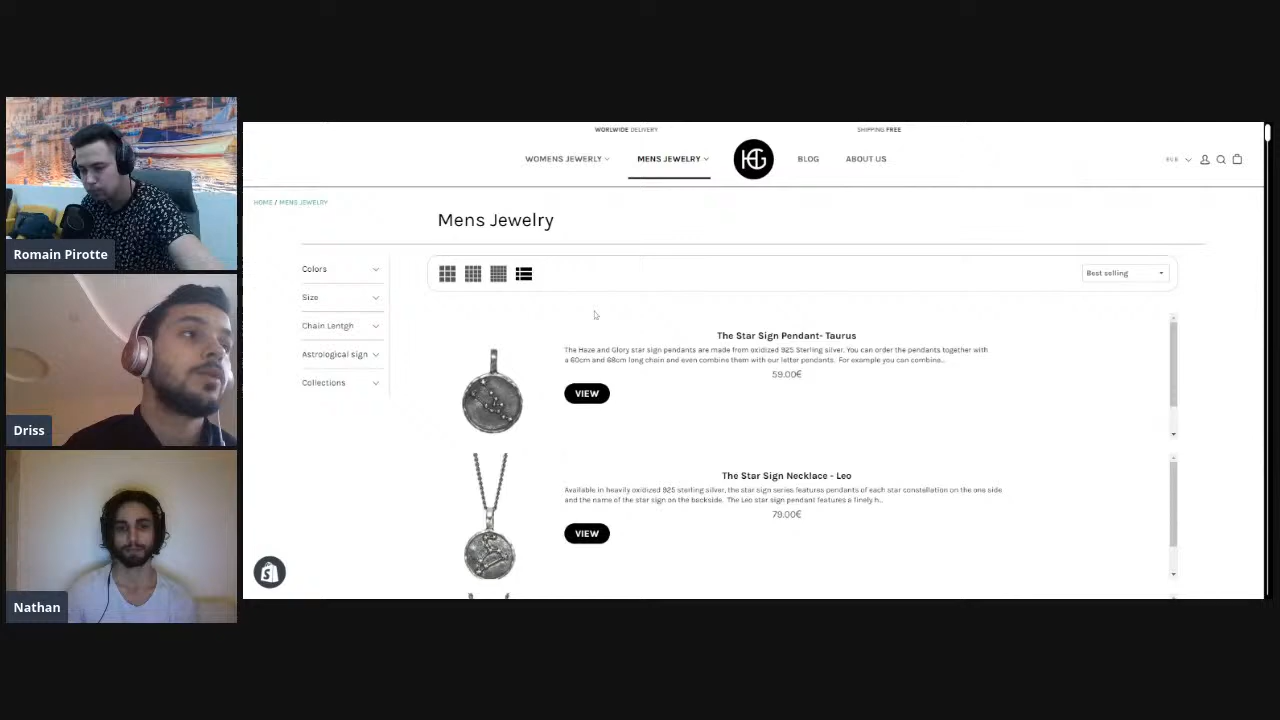 WORLWIDE DELIVERY
SHIPPING FREE
WOMENS JEWERLY
MENS JEWELRY
HG
BLOG
ABOUT US
EUR
HOME / MENS JEWELRY
Mens Jewelry
Colors
Size
Chain Lentgh
Astrological sign
Collections
Best selling
The Star Sign Pendant- Taurus
The Haze and Glory star sign pendants are made from oxidized 925 Sterling silver. You can order the pendants together with
a 60cm and 68cm long chain and even combine them with our letter pendants. For example you can combine...
59.00€
VIEW
The Star Sign Necklace - Leo
Available in heavily oxidized 925 sterling silver, the star sign series features pendants of each star constellation on the one side
and the name of the star sign on the backside. The Leo star sign pendant features a finely h...
79.00€
VIEW
Romain Pirotte
Driss
Nathan